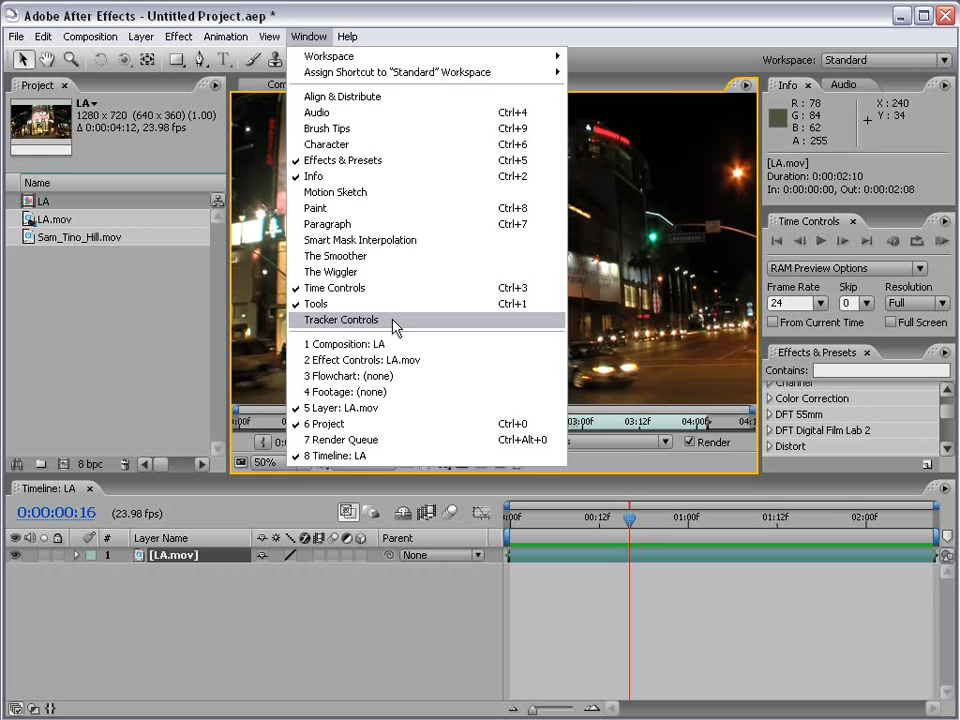 Adobe After Effects - Untitled Project.aep *
File Edit Composition Layer Effect Animation View Window Help
Workspace: Standard
Project
LA
1280 x 720 (640 x 360) (1.00)
Δ 0:00:04:12, 23.98 fps
Name
LA
LA.mov
Sam_Tino_Hill.mov
8 bpc
Com
Workspace
Assign Shortcut to "Standard" Workspace
Align & Distribute
Audio Ctrl+4
Brush Tips Ctrl+9
Character Ctrl+6
Effects & Presets Ctrl+5
Info Ctrl+2
Motion Sketch
Paint Ctrl+8
Paragraph Ctrl+7
Smart Mask Interpolation
The Smoother
The Wiggler
Time Controls Ctrl+3
Tools Ctrl+1
Tracker Controls
1 Composition: LA
2 Effect Controls: LA.mov
3 Flowchart: (none)
4 Footage: (none)
5 Layer: LA.mov
6 Project Ctrl+0
7 Render Queue Ctrl+Alt+0
8 Timeline: LA
:00f 03:00f 03:12f 04:00f 04:1
0: Render
50%
Info Audio
R : 78
G : 84
B : 62
A : 255
X : 240
Y : 34
[LA.mov]
Duration: 0:00:02:10
In: 0:00:00:00, Out: 0:00:02:08
Time Controls
RAM Preview Options
Frame Rate Skip Resolution
24 0 Full
From Current Time Full Screen
Effects & Presets
Contains:
Channel
Color Correction
DFT 55mm
DFT Digital Film Lab 2
Distort
Timeline: LA
0:00:00:16 (23.98 fps)
# Layer Name Parent
1 [LA.mov] None
:00f 00:12f 01:00f 01:12f 02:00f